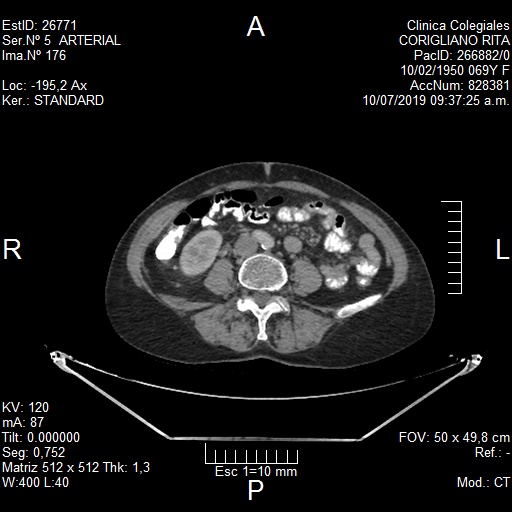 EstID: 26771
Ser.Nº 5 ARTERIAL
Ima.Nº 176
Loc: -195,2 Ax
Ker.: STANDARD
A
Clinica Colegiales
CORIGLIANO RITA
PacID: 266882/0
10/02/1950 069Y F
AccNum: 828381
10/07/2019 09:37:25 a.m.
R
L
KV: 120
mA: 87
Tilt: 0.000000
Seg: 0,752
Matriz 512 x 512 Thk: 1,3
W:400 L:40
Esc 1=10 mm
P
FOV: 50 x 49,8 cm
Ref.: -
Mod.: CT